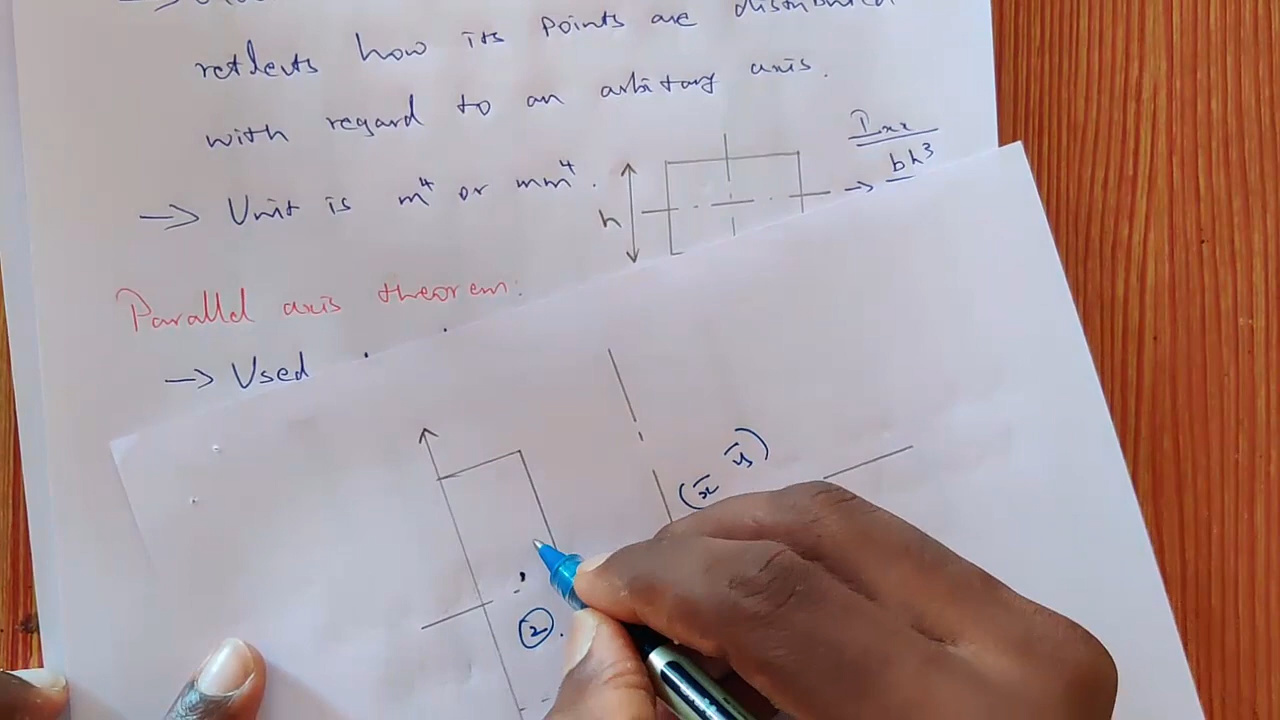 reflects how its points are distributed
with regard to an arbitary axis.
→ Unit is m⁴ or mm⁴.
h
Ixx
bh³
Parallel axis theorem:
→ Used
(x̄ ȳ)
2